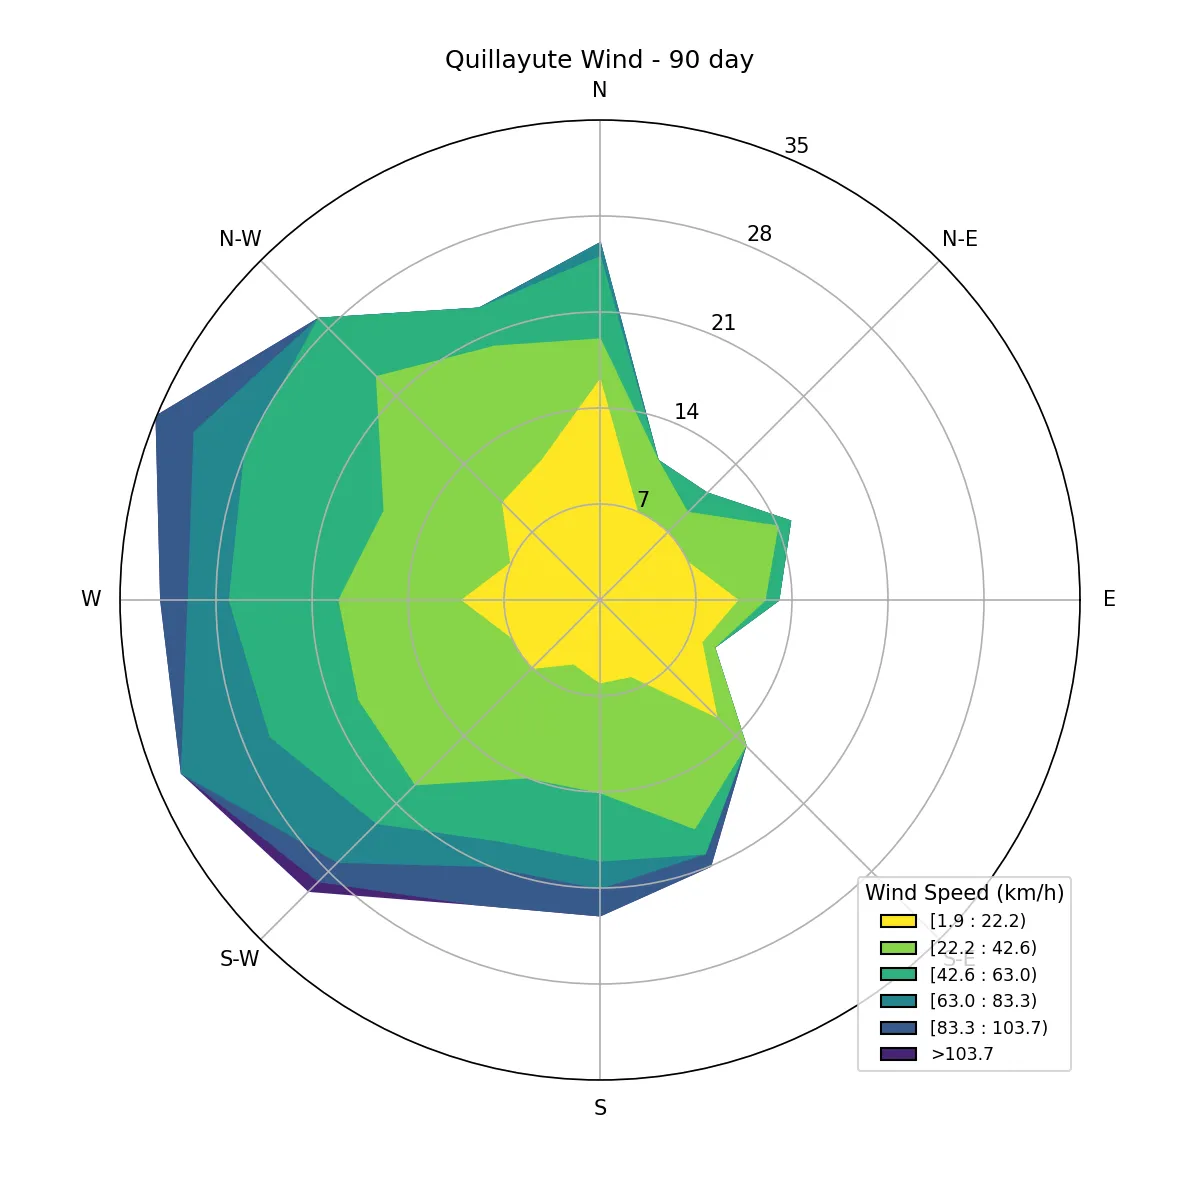 Quillayute Wind - 90 day
N
35
28
N-W
N-E
21
14
7
W
E
S-W
S-E
S
Wind Speed (km/h)
[1.9 : 22.2)
[22.2 : 42.6)
[42.6 : 63.0)
[63.0 : 83.3)
[83.3 : 103.7)
>103.7